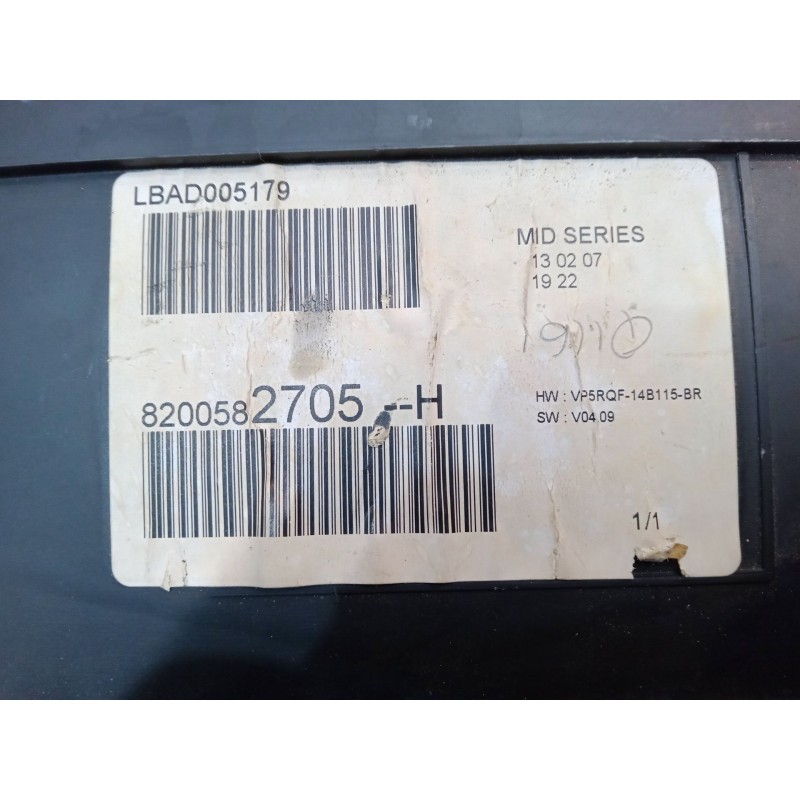 LBAD005179
MID SERIES
13 02 07
19 22
8200582705 --H
HW : VP5RQF-14B115-BR
SW : V04.09
1/1